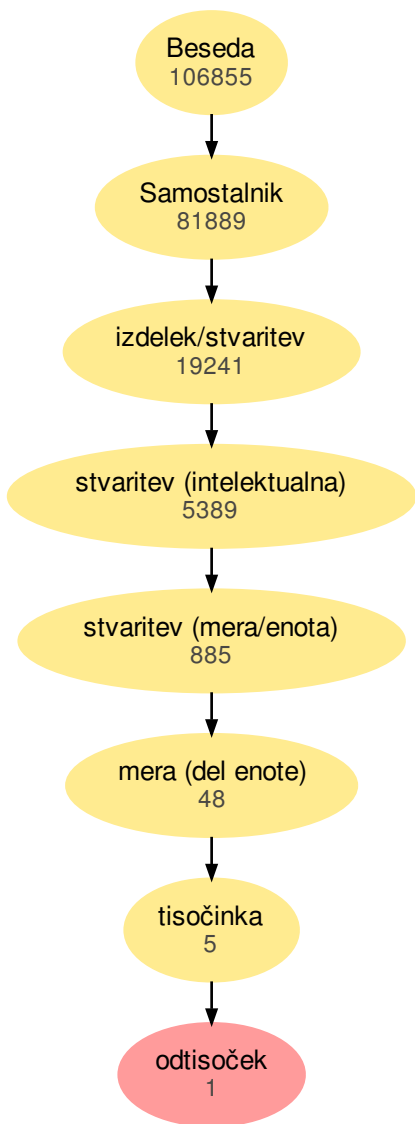 Beseda
106855
Samostalnik
81889
izdelek/stvaritev
19241
stvaritev (intelektualna)
5389
stvaritev (mera/enota)
885
mera (del enote)
48
tisočinka
5
odtisoček
1